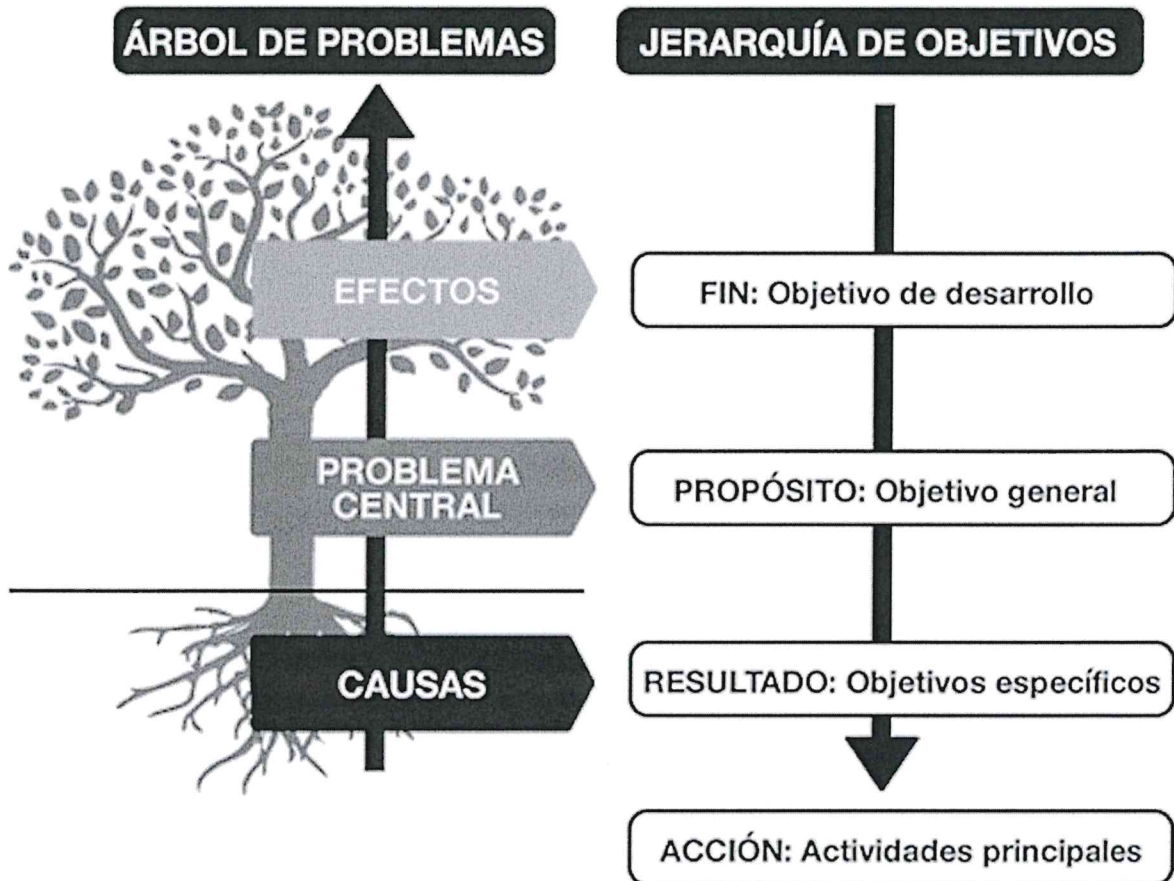 ÁRBOL DE PROBLEMAS
JERARQUÍA DE OBJETIVOS
EFECTOS
FIN: Objetivo de desarrollo
PROBLEMA
CENTRAL
PROPÓSITO: Objetivo general
CAUSAS
RESULTADO: Objetivos específicos
ACCIÓN: Actividades principales